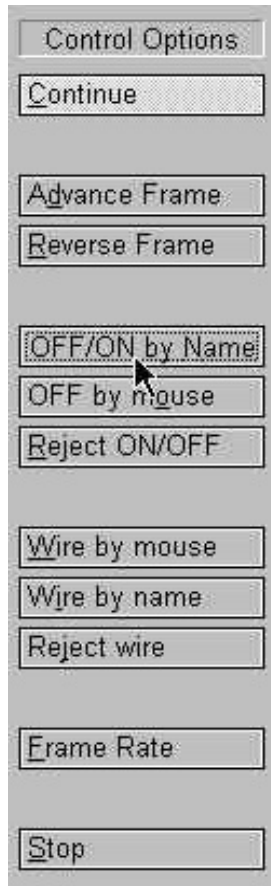 Control Options
Continue
Advance Frame
Reverse Frame
OFF/ON by Name
OFF by mouse
Reject ON/OFF
Wire by mouse
Wire by name
Reject wire
Frame Rate
Stop